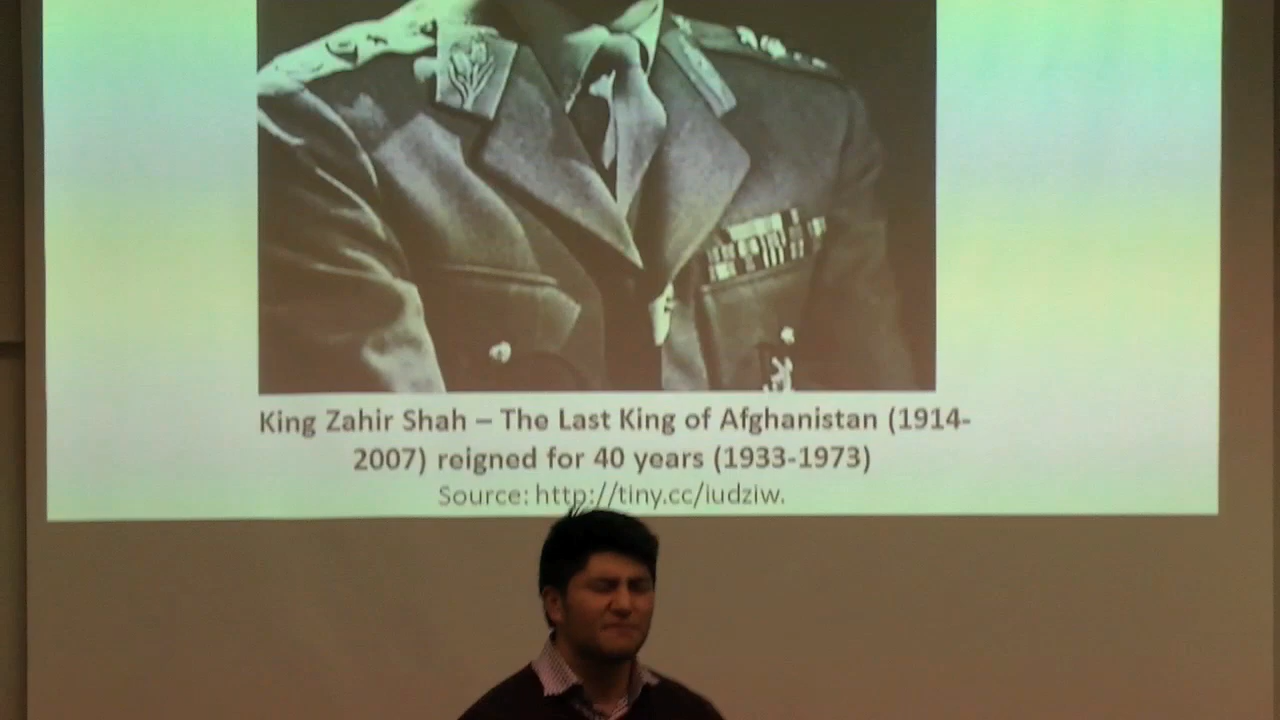 King Zahir Shah – The Last King of Afghanistan (1914-
2007) reigned for 40 years (1933-1973)
Source: http://tiny.cc/iudziw.